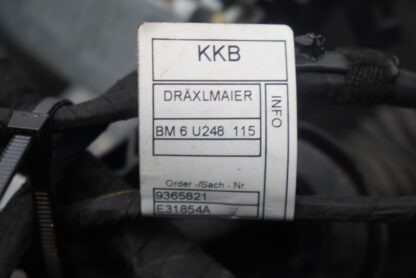 KKB
DRÄXLMAIER
INFO
BM 6 U248 115
Order -/Sach - Nr.
9365821
E31854A